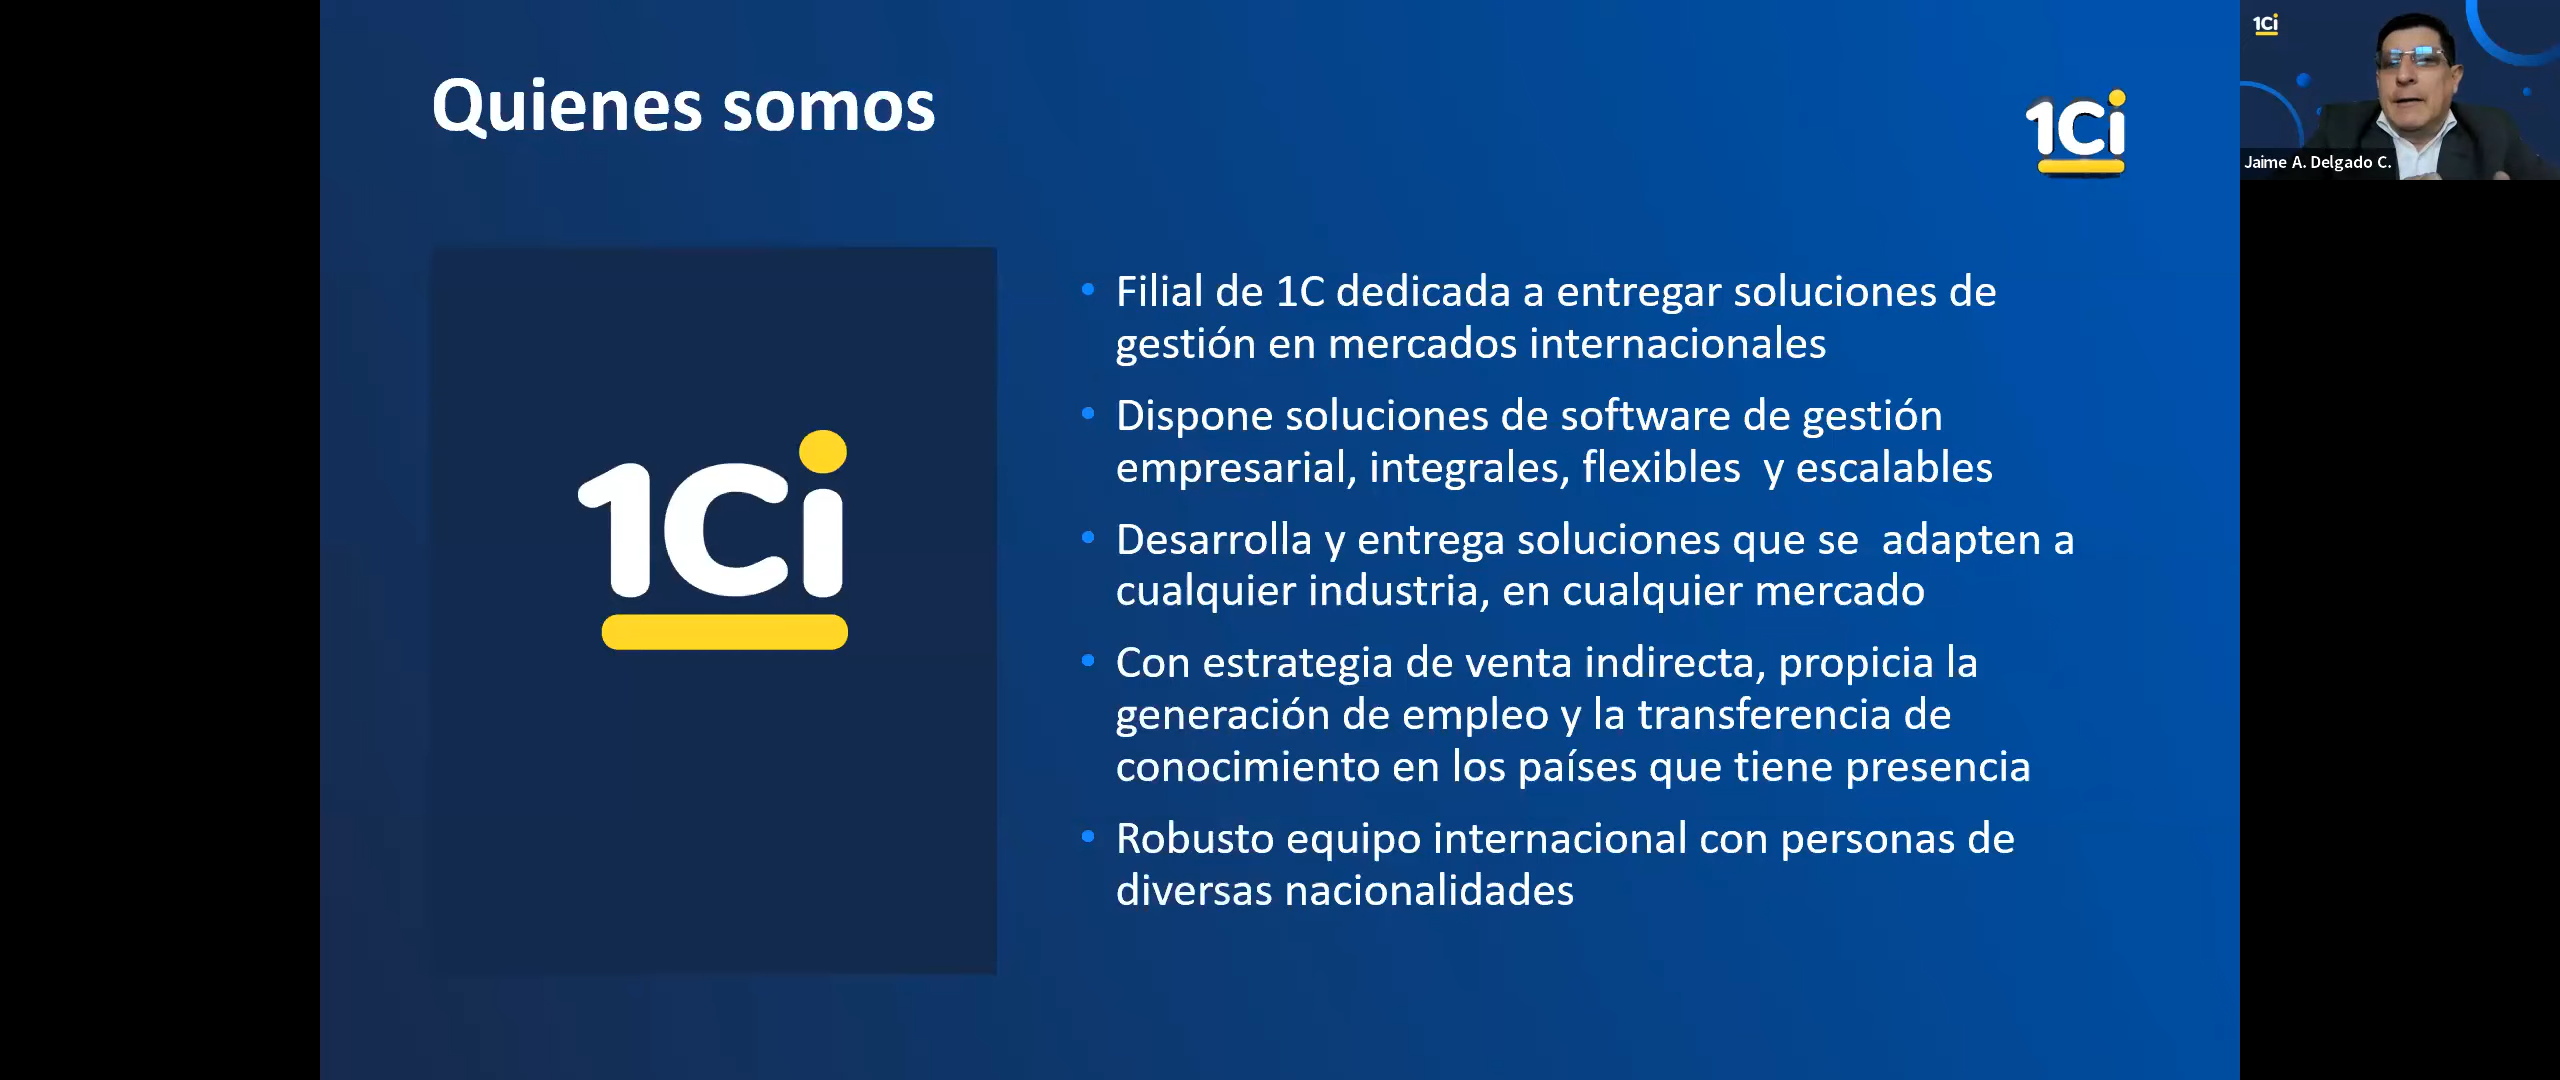 Quienes somos
1Ci
1Ci
Filial de 1C dedicada a entregar soluciones de
gestión en mercados internacionales
Dispone soluciones de software de gestión
empresarial, integrales, flexibles  y escalables
Desarrolla y entrega soluciones que se  adapten a
cualquier industria, en cualquier mercado
Con estrategia de venta indirecta, propicia la
generación de empleo y la transferencia de
conocimiento en los países que tiene presencia
Robusto equipo internacional con personas de
diversas nacionalidades
1Ci
Jaime A. Delgado C.